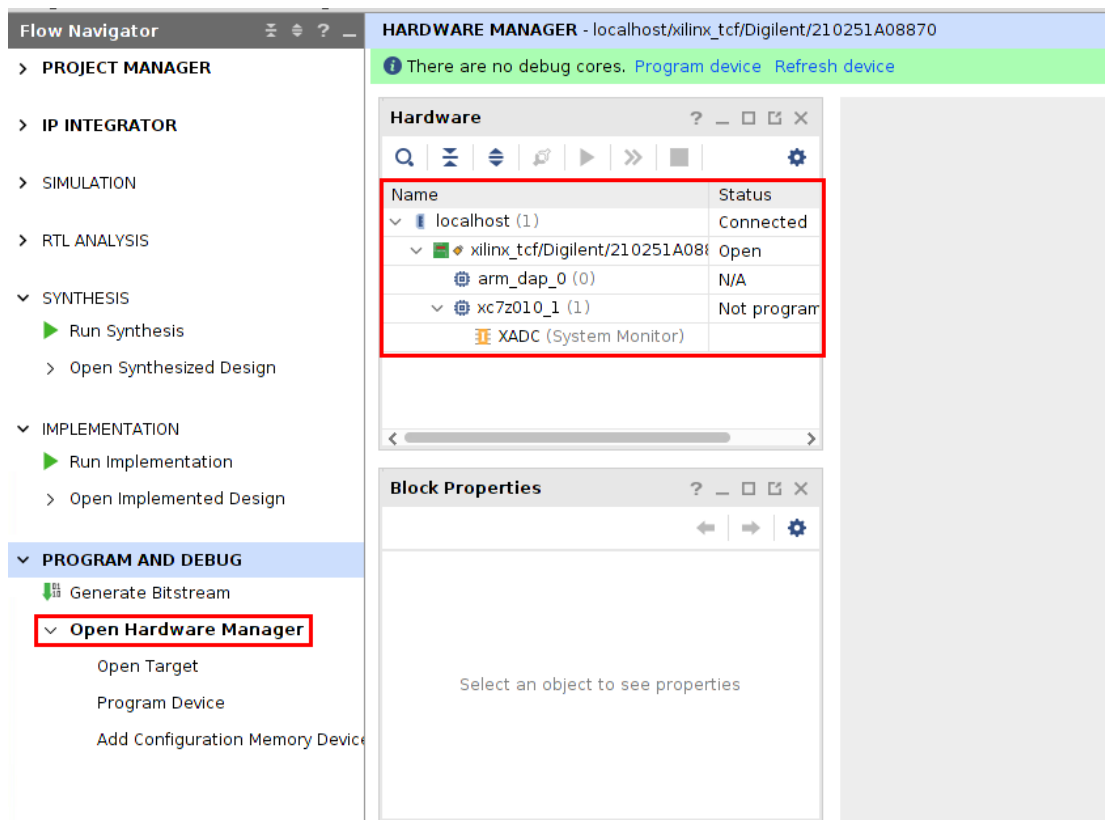 Flow Navigator
PROJECT MANAGER
IP INTEGRATOR
SIMULATION
RTL ANALYSIS
SYNTHESIS
Run Synthesis
Open Synthesized Design
IMPLEMENTATION
Run Implementation
Open Implemented Design
PROGRAM AND DEBUG
Generate Bitstream
Open Hardware Manager
Open Target
Program Device
Add Configuration Memory Device
HARDWARE MANAGER - localhost/xilinx_tcf/Digilent/210251A08870
There are no debug cores. Program device Refresh device
Hardware
Name Status
localhost (1) Connected
xilinx_tcf/Digilent/210251A088 Open
arm_dap_0 (0) N/A
xc7z010_1 (1) Not program
XADC (System Monitor)
Block Properties
Select an object to see properties